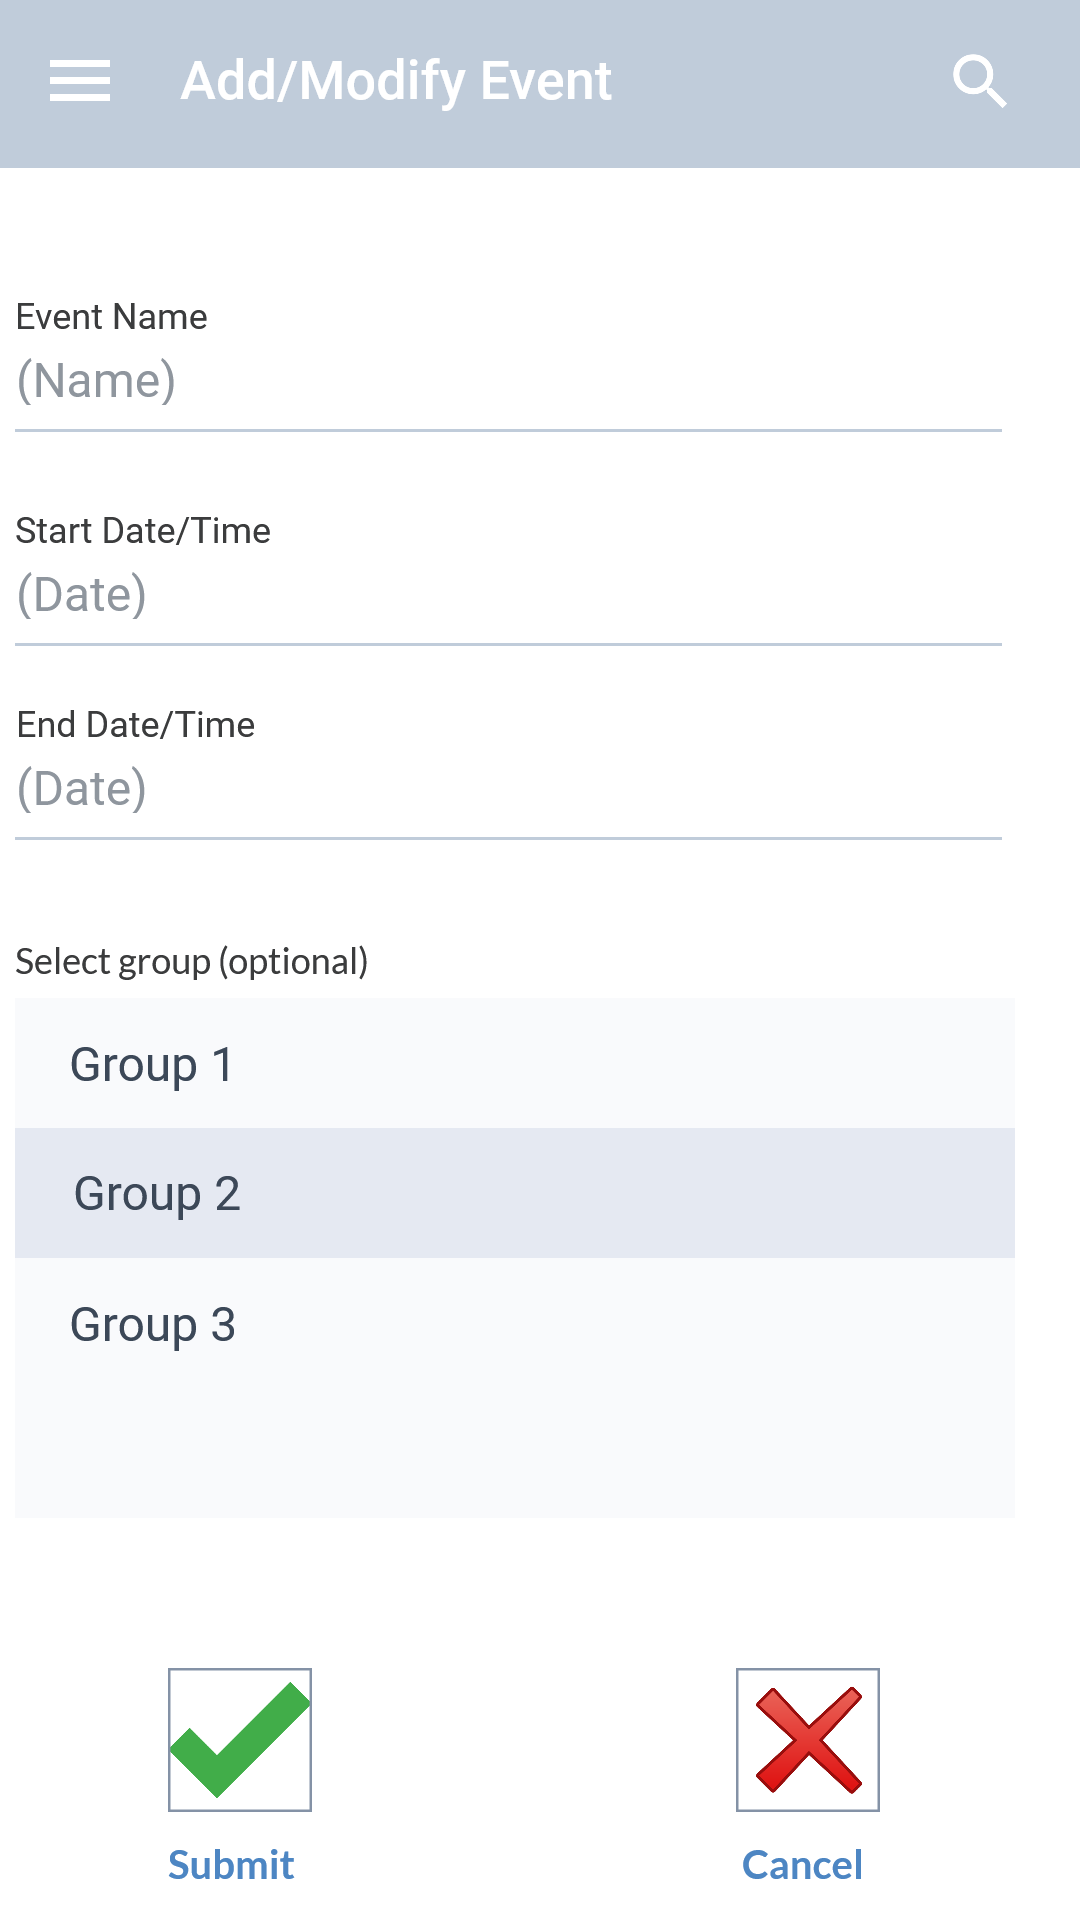 Add/Modify Event
Event Name
(Name)
Start Date/Time
(Date)
End Date/Time
(Date)
Select group (optional)
Group 1
Group 2
Group 3
Submit
Cancel